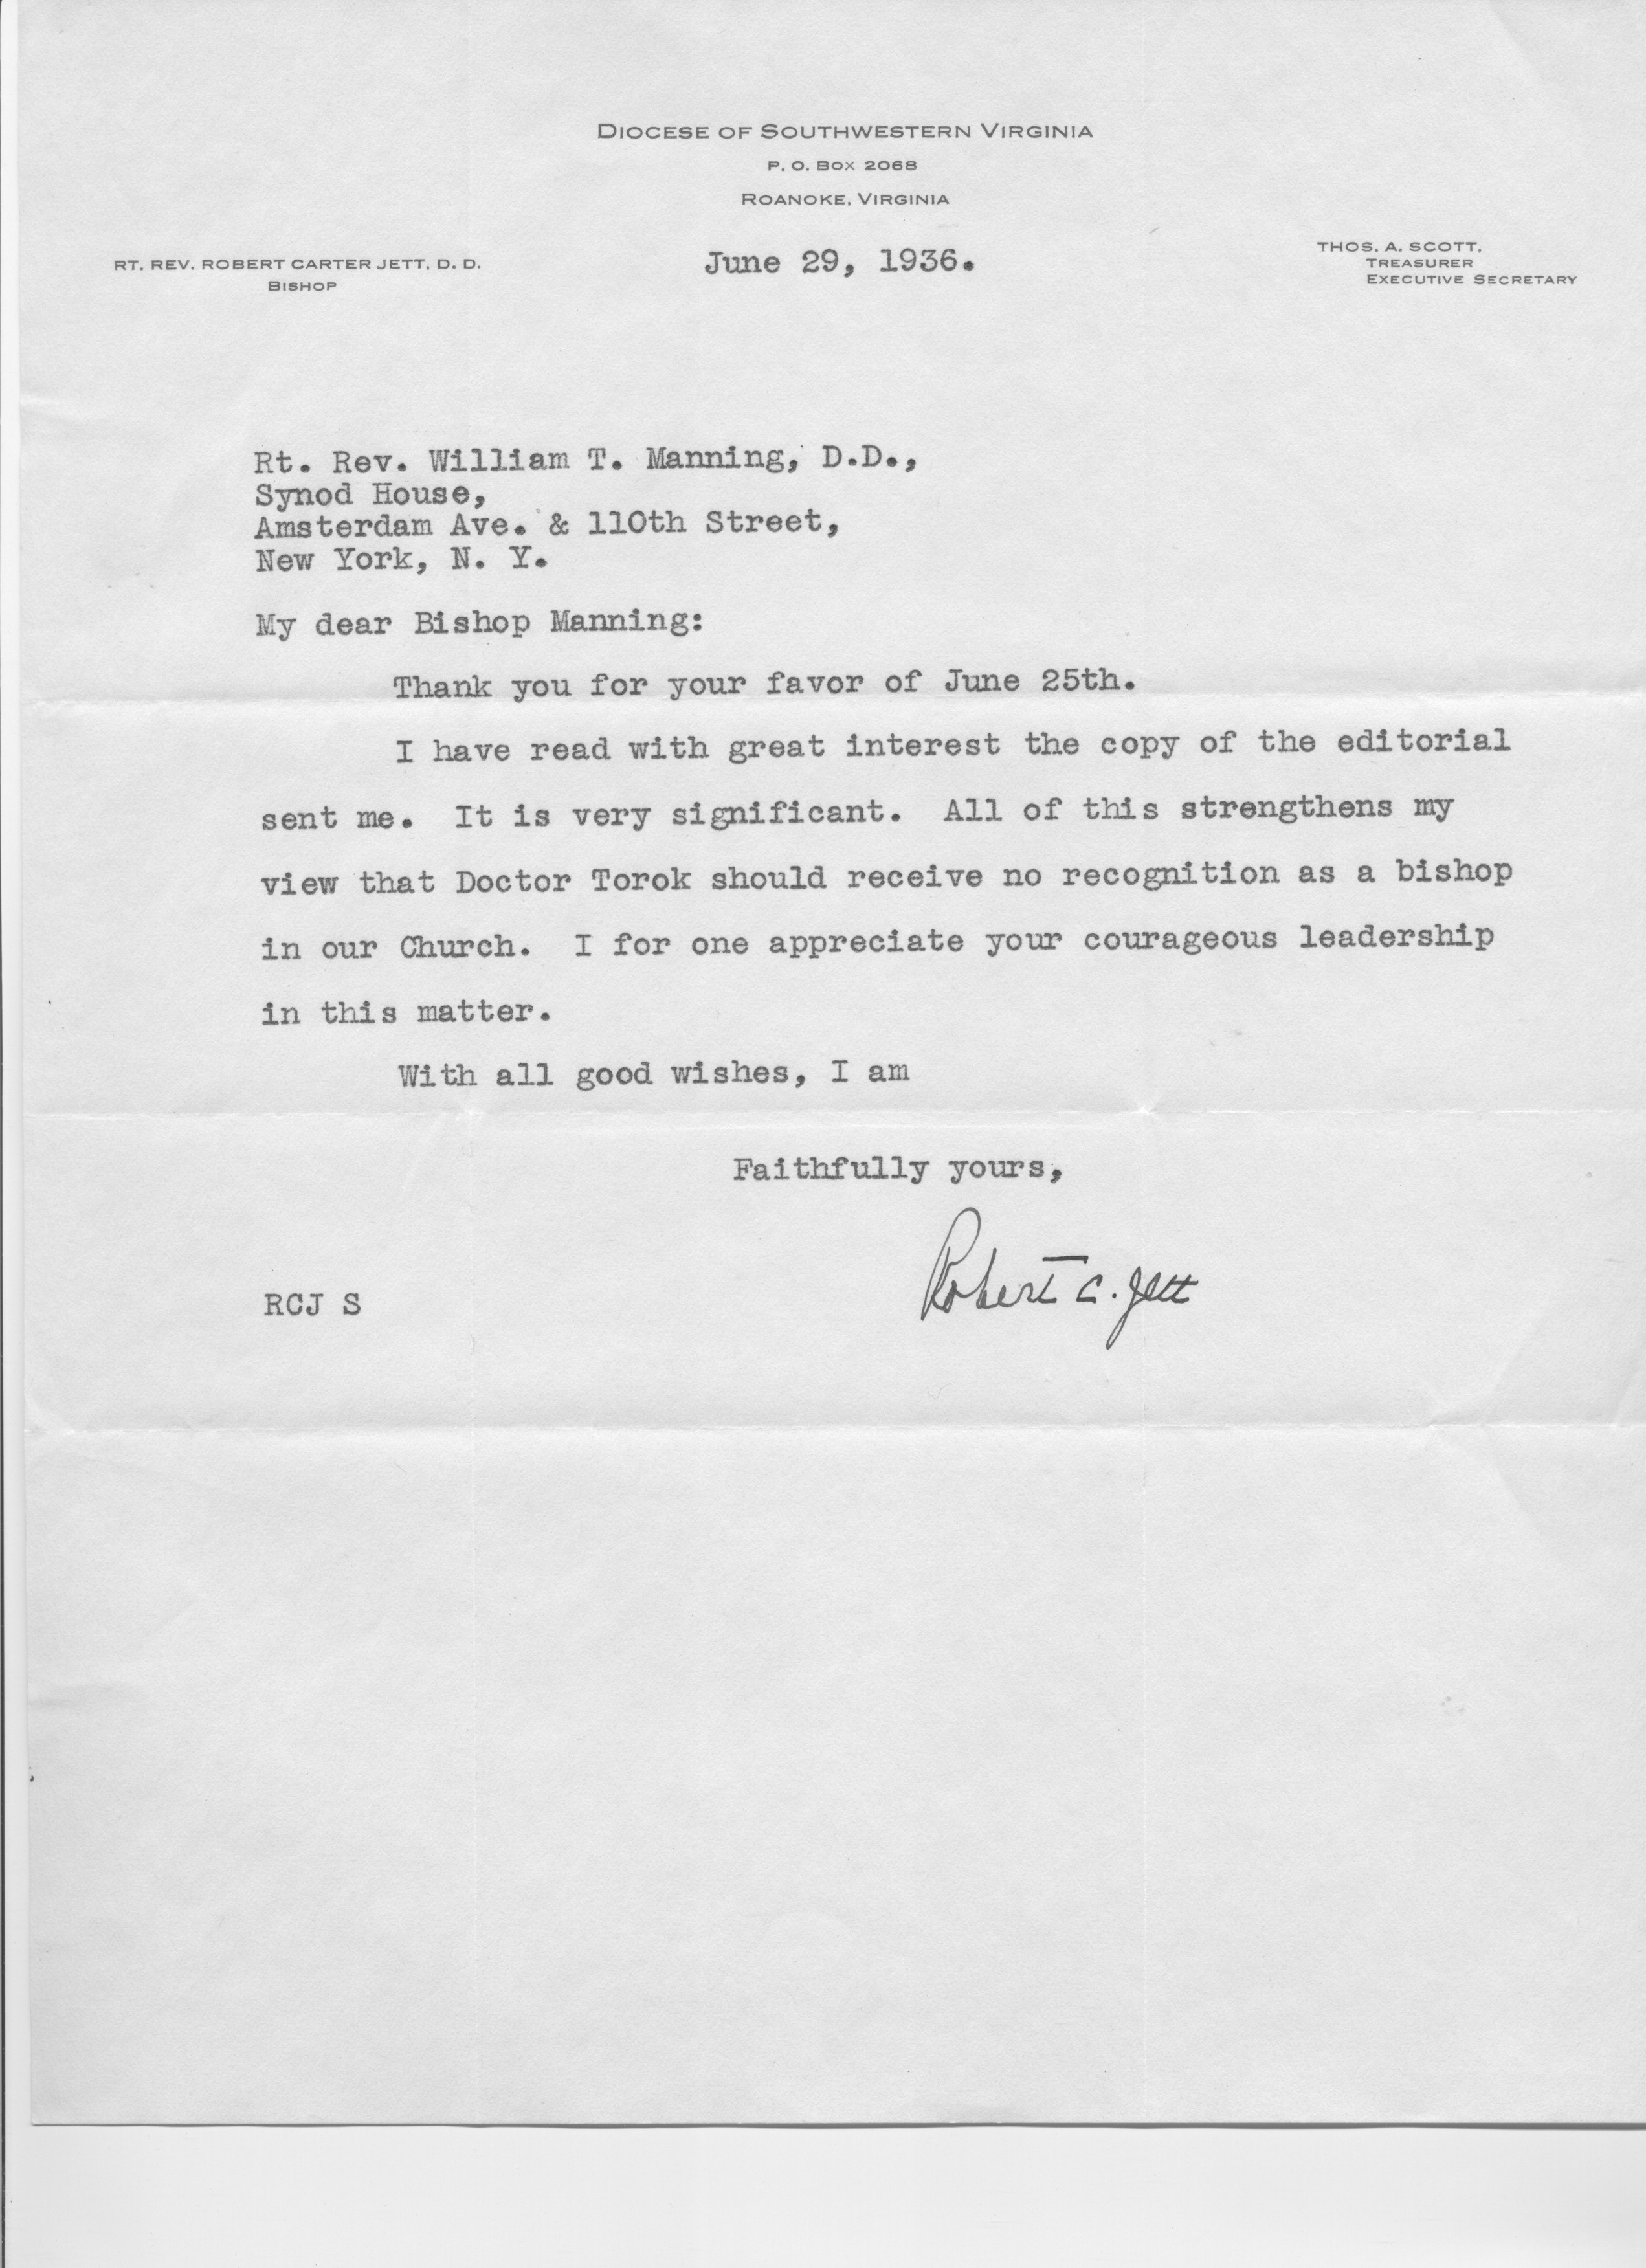 DIOCESE OF SOUTHWESTERN VIRGINIA
P. O. BOX 2068
ROANOKE, VIRGINIA
RT. REV. ROBERT CARTER JETT, D. D.
BISHOP
June 29, 1936.
THOS. A. SCOTT,
TREASURER
EXECUTIVE SECRETARY
Rt. Rev. William T. Manning, D.D.,
Synod House,
Amsterdam Ave. & 110th Street,
New York, N. Y.
My dear Bishop Manning:
Thank you for your favor of June 25th.
I have read with great interest the copy of the editorial
sent me. It is very significant. All of this strengthens my
view that Doctor Torok should receive no recognition as a bishop
in our Church. I for one appreciate your courageous leadership
in this matter.
With all good wishes, I am
Faithfully yours,
Robert C. Jett
RCJ S